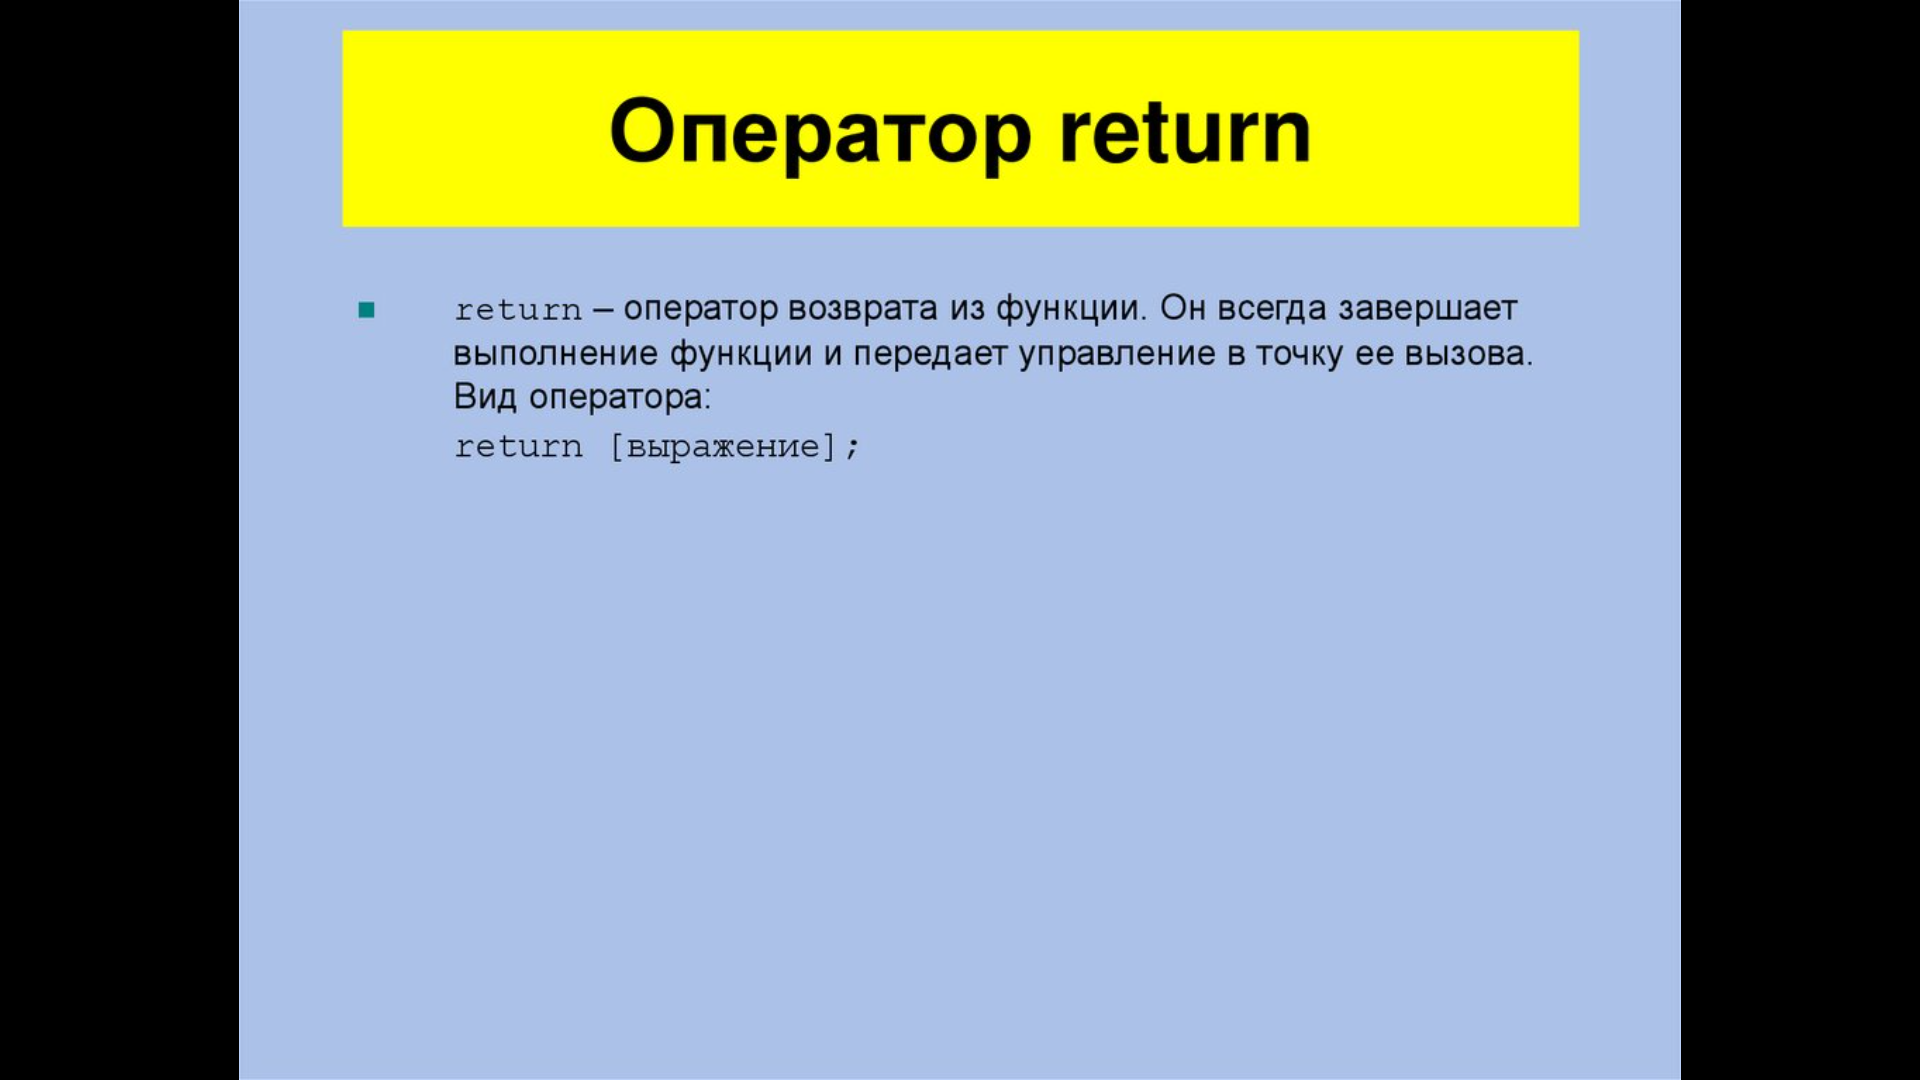 Оператор return
return – оператор возврата из функции. Он всегда завершает
выполнение функции и передает управление в точку ее вызова.
Вид оператора:
return [выражение];